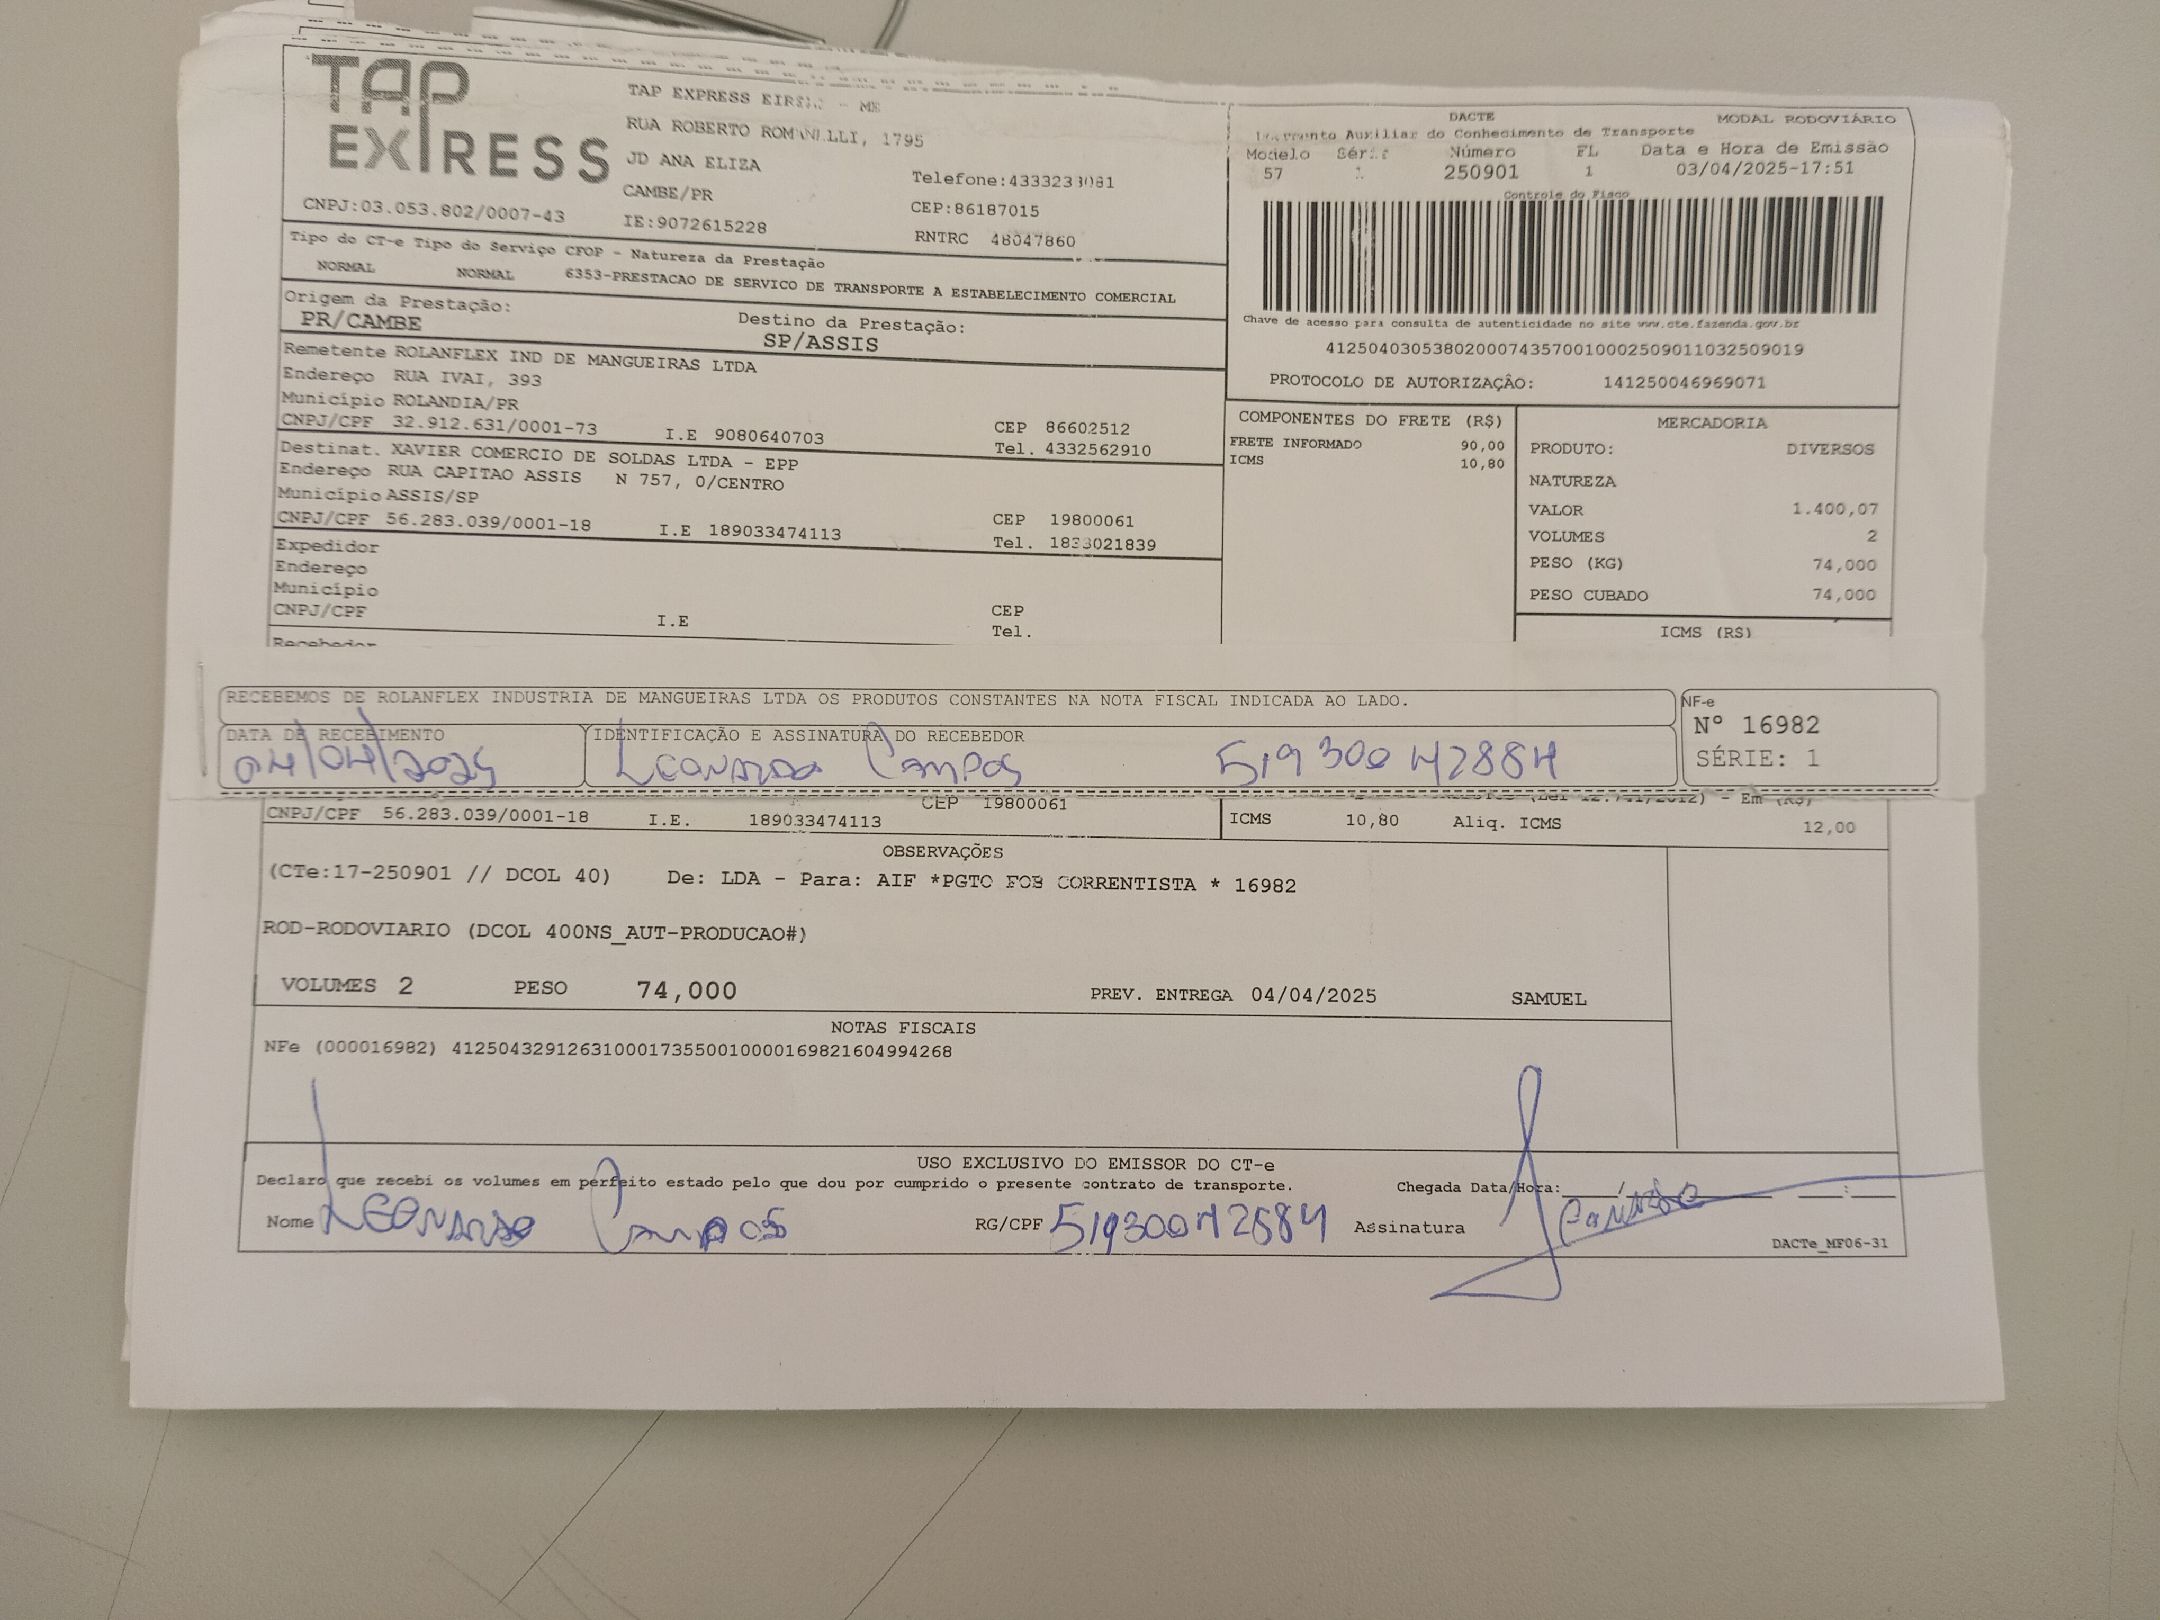 TAP
EXPRESS
TAP EXPRESS
RUA ROBERTO 1795
JD ANA ELIZA
CAMBE/PR
CNPJ:03.053.802/0007-43
IE:9072615228
Telefone:4333233081
CEP:86187015
RNTRC 48047860
DACTE
MODAL RODOVIÁRIO
Auxiliar do Conhecimento de Transporte
Modelo Série Número FL Data e Hora de Emissão
57 1 250901 1 03/04/2025-17:51
Controle do Fisco
Chave de acesso para consulta de autenticidade no site www.cte.fazenda.gov.br
41250403053802000743570010002509011032509019
PROTOCOLO DE AUTORIZAÇÃO: 141250046969071
Tipo do CT-e Tipo do Serviço CFOP - Natureza da Prestação
NORMAL NORMAL 6353-PRESTACAO DE SERVICO DE TRANSPORTE A ESTABELECIMENTO COMERCIAL
Origem da Prestação: Destino da Prestação:
PR/CAMBE SP/ASSIS
Remetente ROLANFLEX IND DE MANGUEIRAS LTDA
Endereço RUA IVAI, 393
Município ROLANDIA/PR
CNPJ/CPF 32.912.631/0001-73 I.E 9080640703
CEP 86602512
Tel. 4332562910
Destinat. XAVIER COMERCIO DE SOLDAS LTDA - EPP
Endereço RUA CAPITAO ASSIS N 757, 0/CENTRO
Município ASSIS/SP
CNPJ/CPF 56.283.039/0001-18 I.E 189033474113
CEP 19800061
Tel. 1833021839
Expedidor
Endereço
Município
CNPJ/CPF I.E
CEP
Tel.
Recebedor
COMPONENTES DO FRETE (R$)
FRETE INFORMADO 90,00
ICMS 10,80
MERCADORIA
PRODUTO: DIVERSOS
NATUREZA
VALOR 1.400,07
VOLUMES 2
PESO (KG) 74,000
PESO CUBADO 74,000
ICMS (R$)
RECEBEMOS DE ROLANFLEX INDUSTRIA DE MANGUEIRAS LTDA OS PRODUTOS CONSTANTES NA NOTA FISCAL INDICADA AO LADO.
DATA DE RECEBIMENTO
04/04/2025
IDENTIFICAÇÃO E ASSINATURA DO RECEBEDOR
Leonardo Campos 51930042884
NF-e
Nº 16982
SÉRIE: 1
CNPJ/CPF 56.283.039/0001-18 I.E. 189033474113 CEP 19800061
ICMS 10,80 Aliq. ICMS 12,00
OBSERVAÇÕES
(CTe:17-250901 // DCOL 40) De: LDA - Para: AIF *PGTO FOB CORRENTISTA * 16982
ROD-RODOVIARIO (DCOL 400NS_AUT-PRODUCAO#)
VOLUMES 2 PESO 74,000 PREV. ENTREGA 04/04/2025 SAMUEL
NOTAS FISCAIS
NFe (000016982) 41250432912631000173550010000169821604994268
USO EXCLUSIVO DO EMISSOR DO CT-e
Declaro que recebi os volumes em perfeito estado pelo que dou por cumprido o presente contrato de transporte.
Chegada Data/Hora:
Nome Leonardo Campos RG/CPF 51930042884 Assinatura
DACTe_MF06-31